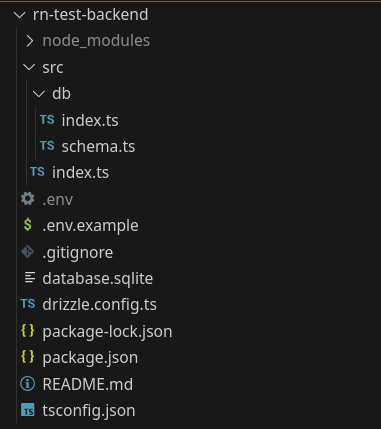 rn-test-backend
node_modules
src
db
TS index.ts
TS schema.ts
TS index.ts
.env
$ .env.example
.gitignore
database.sqlite
TS drizzle.config.ts
{} package-lock.json
{} package.json
README.md
TS tsconfig.json